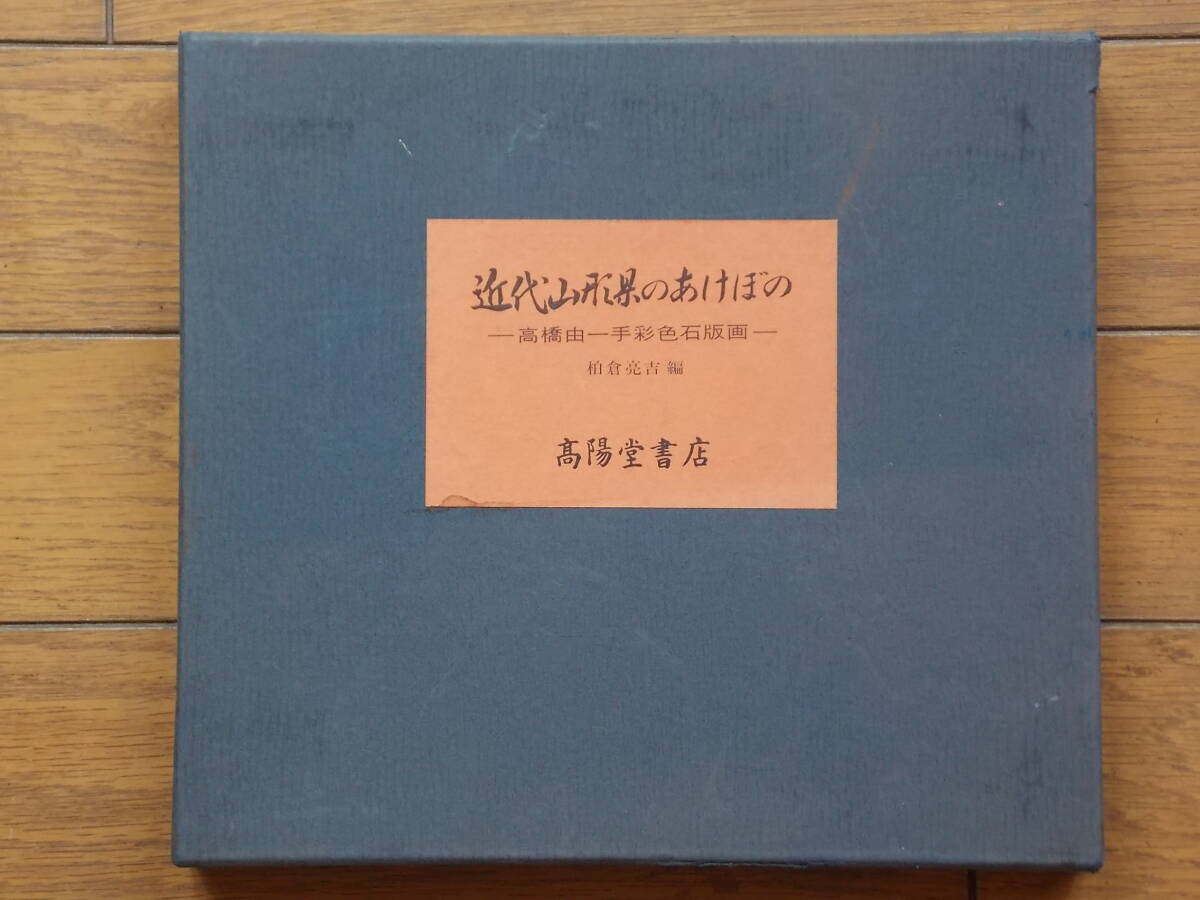 近代山形県のあけぼの
―高橋由一手彩色石版画―
柏倉亮吉編
髙陽堂書店